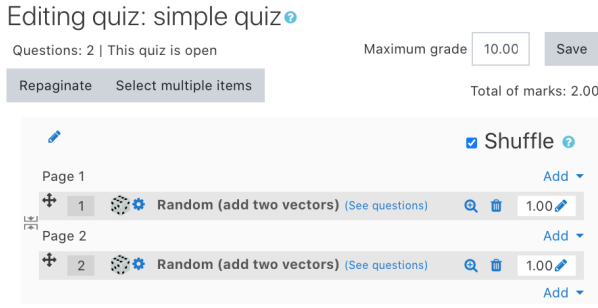 Editing quiz: simple quiz
Questions: 2 | This quiz is open
Maximum grade 10.00 Save
Repaginate Select multiple items
Total of marks: 2.00
Shuffle
Page 1 Add
1 Random (add two vectors) (See questions) 1.00
Page 2 Add
2 Random (add two vectors) (See questions) 1.00
Add